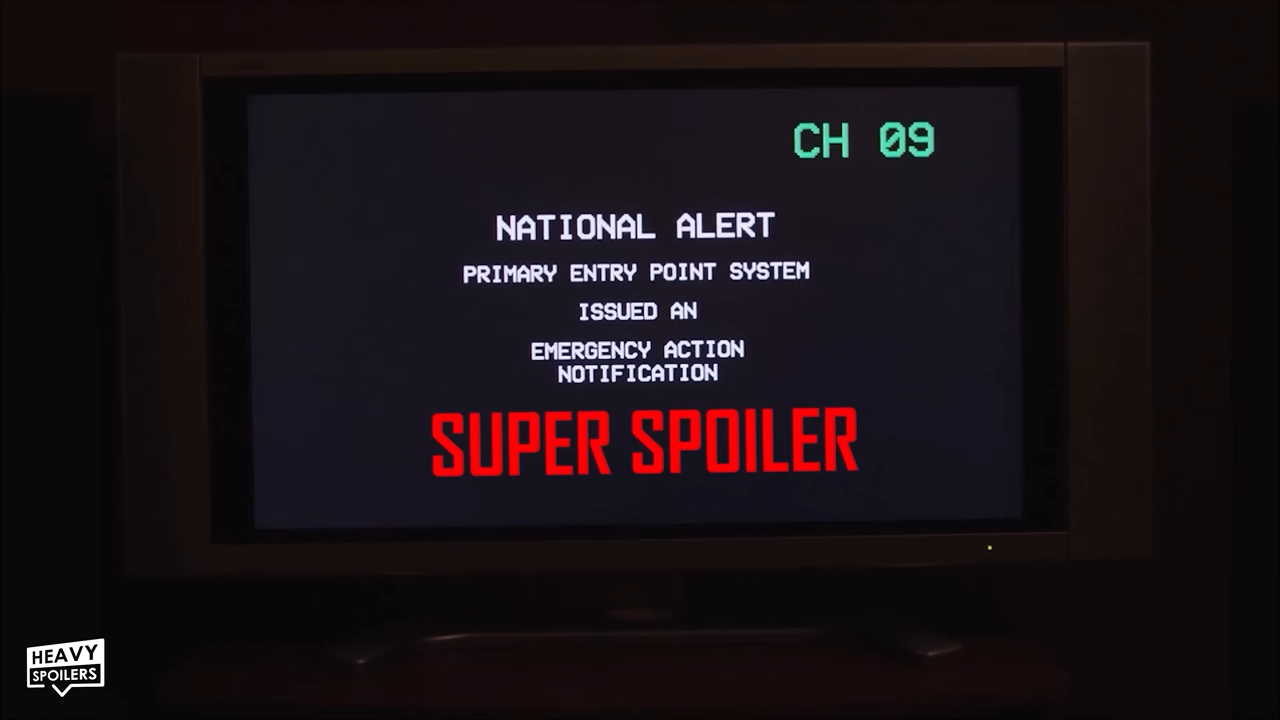 CH 09
NATIONAL ALERT
PRIMARY ENTRY POINT SYSTEM
ISSUED AN
EMERGENCY ACTION
NOTIFICATION
SUPER SPOILER
HEAVY
SPOILERS